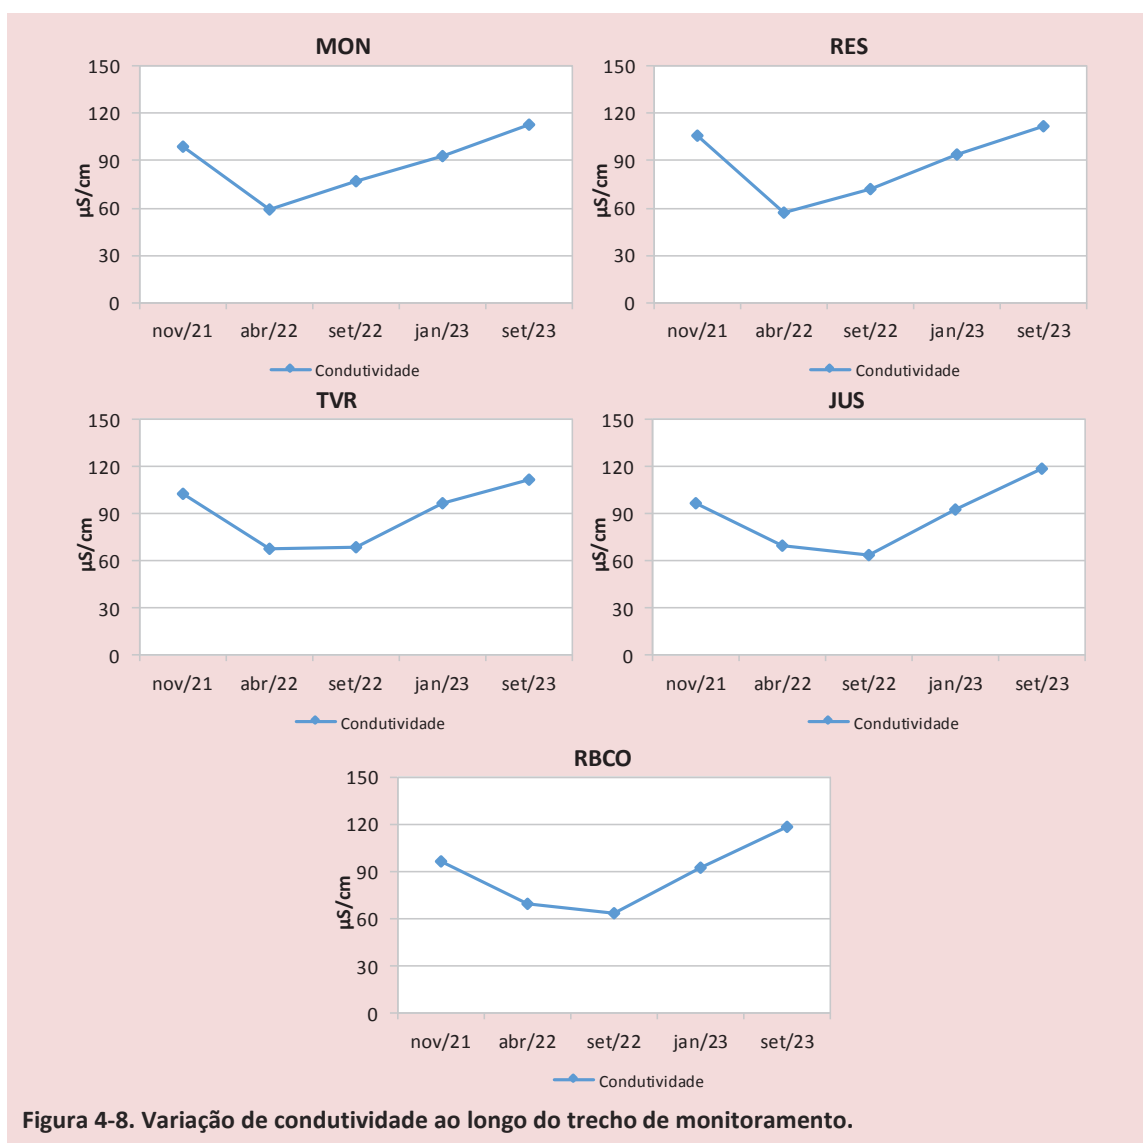 MON
150
120
90
60
30
0
µS/cm
nov/21 abr/22 set/22 jan/23 set/23
Condutividade
RES
150
120
90
60
30
0
µS/cm
nov/21 abr/22 set/22 jan/23 set/23
Condutividade
TVR
150
120
90
60
30
0
µS/cm
nov/21 abr/22 set/22 jan/23 set/23
Condutividade
JUS
150
120
90
60
30
0
µS/cm
nov/21 abr/22 set/22 jan/23 set/23
Condutividade
RBCO
150
120
90
60
30
0
µS/cm
nov/21 abr/22 set/22 jan/23 set/23
Condutividade
Figura 4-8. Variação de condutividade ao longo do trecho de monitoramento.